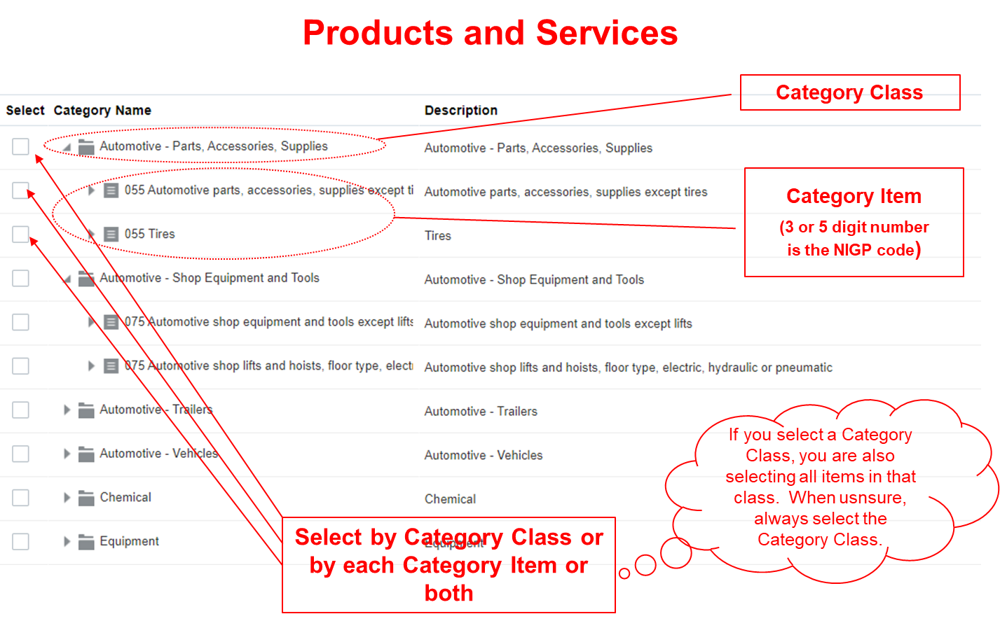 Products and Services
Category Class
Select Category Name Description
Automotive - Parts, Accessories, Supplies Automotive - Parts, Accessories, Supplies
055 Automotive parts, accessories, supplies except ti Automotive parts, accessories, supplies except tires
Category Item
(3 or 5 digit number
is the NIGP code)
055 Tires Tires
Automotive - Shop Equipment and Tools Automotive - Shop Equipment and Tools
075 Automotive shop equipment and tools except lifts Automotive shop equipment and tools except lifts
075 Automotive shop lifts and hoists, floor type, electr Automotive shop lifts and hoists, floor type, electric, hydraulic or pneumatic
Automotive - Trailers Automotive - Trailers
Automotive - Vehicles Automotive - Vehicles
Chemical Chemical
Equipment Equipment
If you select a Category
Class, you are also
selecting all items in that
class. When usnsure,
always select the
Category Class.
Select by Category Class or
by each Category Item or
both